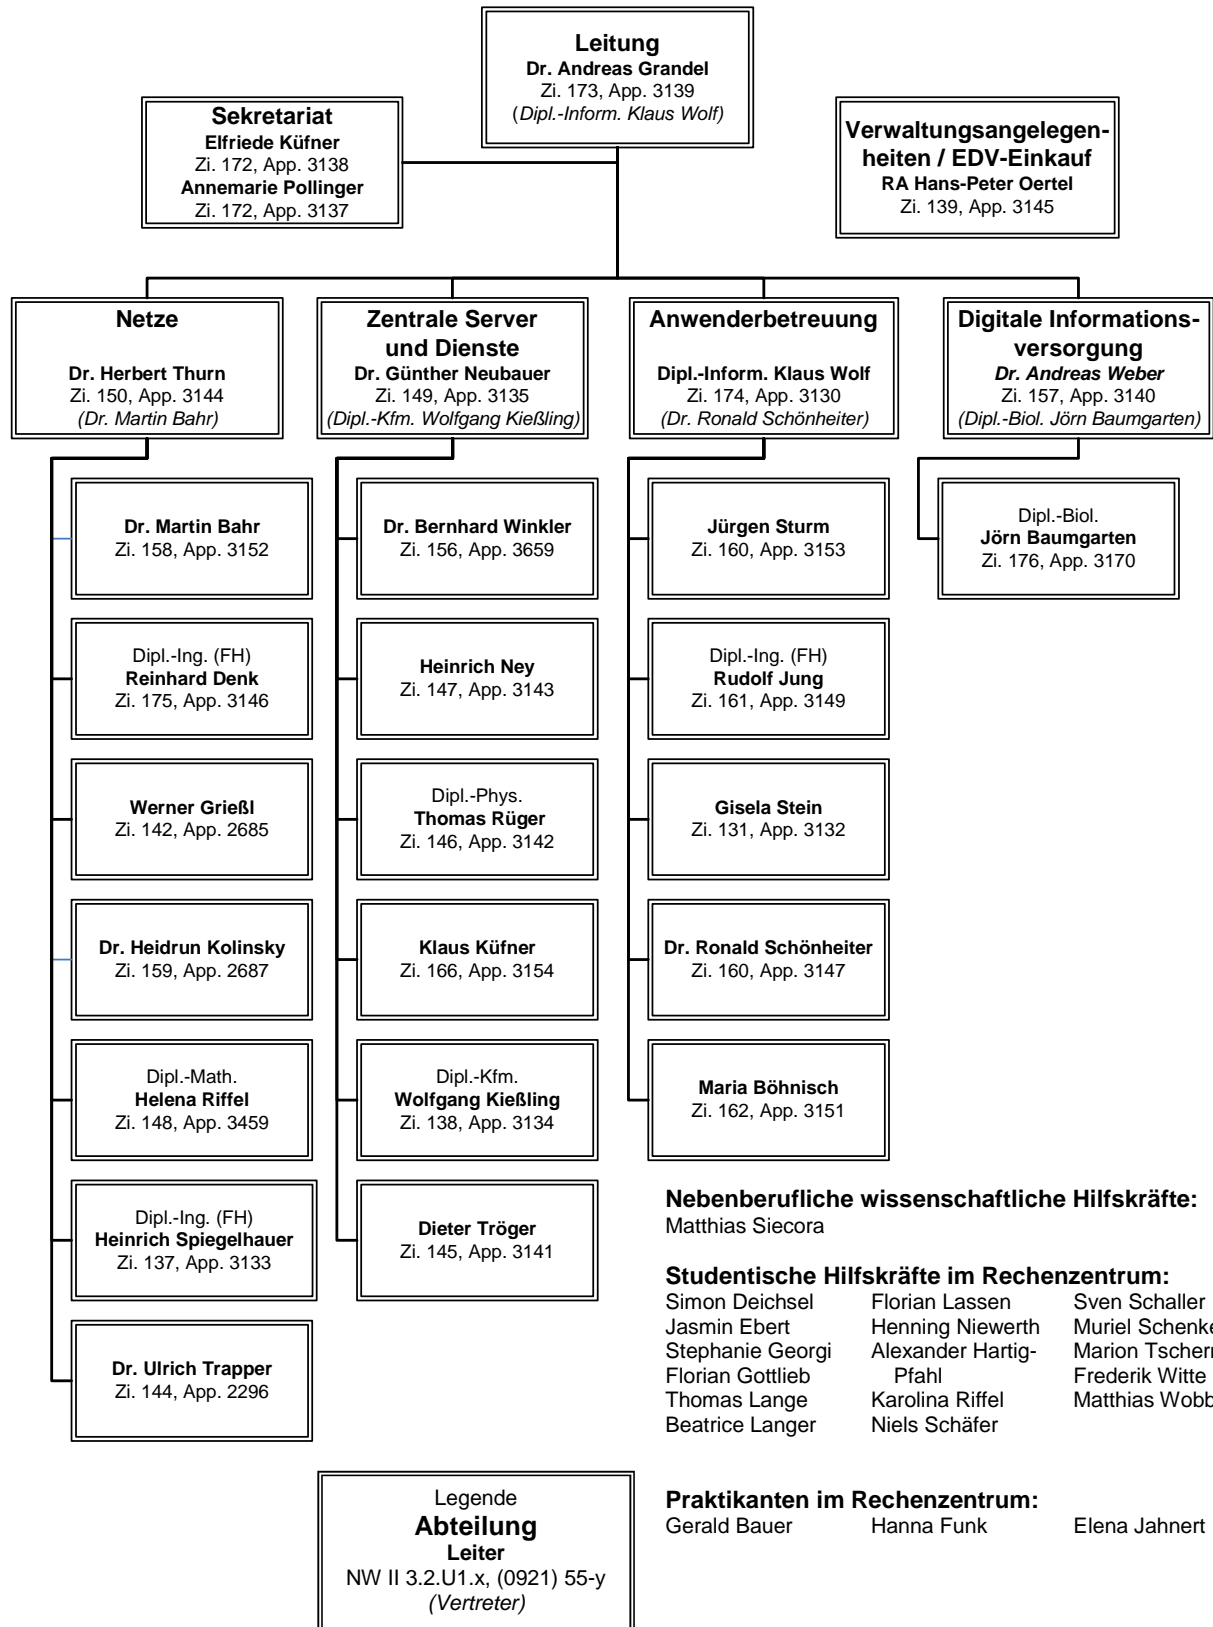 Leitung
Dr. Andreas Grandel
Zi. 173, App. 3139
(Dipl.-Inform. Klaus Wolf)
Sekretariat
Elfriede Küfner
Zi. 172, App. 3138
Annemarie Pollinger
Zi. 172, App. 3137
Verwaltungsangelegen-
heiten / EDV-Einkauf
RA Hans-Peter Oertel
Zi. 139, App. 3145
Netze
Dr. Herbert Thurn
Zi. 150, App. 3144
(Dr. Martin Bahr)
Zentrale Server
und Dienste
Dr. Günther Neubauer
Zi. 149, App. 3135
(Dipl.-Kfm. Wolfgang Kießling)
Anwenderbetreuung
Dipl.-Inform. Klaus Wolf
Zi. 174, App. 3130
(Dr. Ronald Schönheiter)
Digitale Informations-
versorgung
Dr. Andreas Weber
Zi. 157, App. 3140
(Dipl.-Biol. Jörn Baumgarten)
Dr. Martin Bahr
Zi. 158, App. 3152
Dipl.-Ing. (FH)
Reinhard Denk
Zi. 175, App. 3146
Werner Grießl
Zi. 142, App. 2685
Dr. Heidrun Kolinsky
Zi. 159, App. 2687
Dipl.-Math.
Helena Riffel
Zi. 148, App. 3459
Dipl.-Ing. (FH)
Heinrich Spiegelhauer
Zi. 137, App. 3133
Dr. Ulrich Trapper
Zi. 144, App. 2296
Dr. Bernhard Winkler
Zi. 156, App. 3659
Heinrich Ney
Zi. 147, App. 3143
Dipl.-Phys.
Thomas Rüger
Zi. 146, App. 3142
Klaus Küfner
Zi. 166, App. 3154
Dipl.-Kfm.
Wolfgang Kießling
Zi. 138, App. 3134
Dieter Tröger
Zi. 145, App. 3141
Jürgen Sturm
Zi. 160, App. 3153
Dipl.-Ing. (FH)
Rudolf Jung
Zi. 161, App. 3149
Gisela Stein
Zi. 131, App. 3132
Dr. Ronald Schönheiter
Zi. 160, App. 3147
Maria Böhnisch
Zi. 162, App. 3151
Dipl.-Biol.
Jörn Baumgarten
Zi. 176, App. 3170
Nebenberufliche wissenschaftliche Hilfskräfte:
Matthias Siecora
Studentische Hilfskräfte im Rechenzentrum:
Simon Deichsel
Jasmin Ebert
Stephanie Georgi
Florian Gottlieb
Thomas Lange
Beatrice Langer
Florian Lassen
Henning Niewerth
Alexander Hartig-
Pfahl
Karolina Riffel
Niels Schäfer
Sven Schaller
Muriel
Marion
Frederik Witte
Matthias
Praktikanten im Rechenzentrum:
Gerald Bauer
Hanna Funk
Elena Jahnert
Legende
Abteilung
Leiter
NW II 3.2.U1.x, (0921) 55-y
(Vertreter)